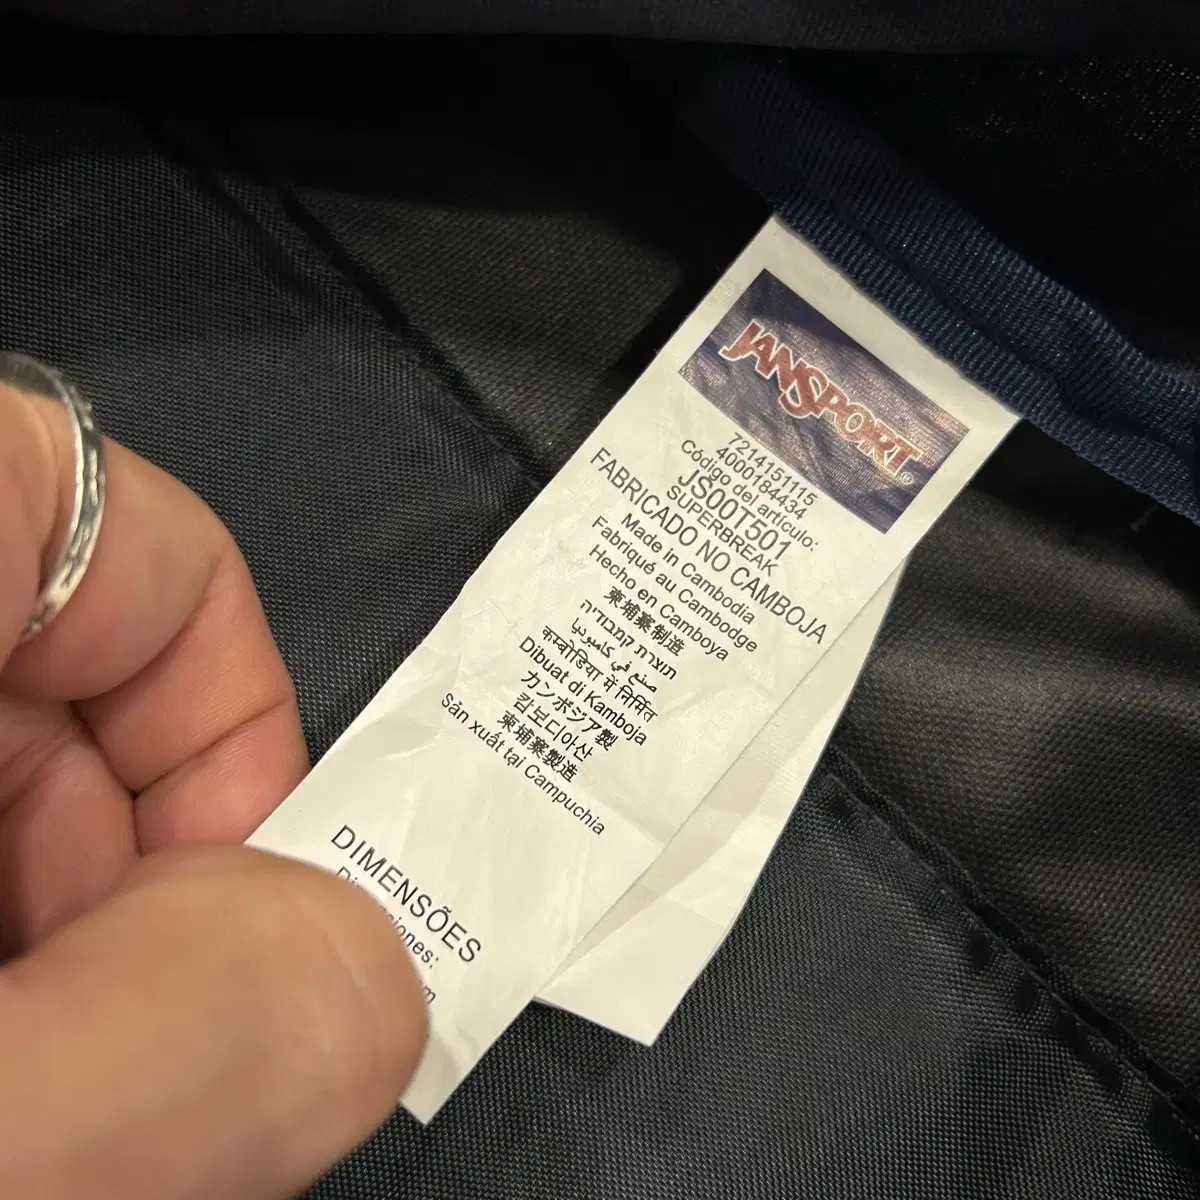 JANSPORT®
7214151115
4000184434
Código del artículo:
JS00T501
SUPERBREAK
FABRICADO NO CAMBOJA
Made in Cambodia
Fabriqué au Cambodge
Hecho en Camboya
柬埔寨制造
תוצרת קמבודיה
صنع في كامبوديا
कम्बोडिया में निर्मित
Dibuat di Kamboja
カンボジア製
캄보디아산
柬埔寨製造
Sản xuất tại Campuchia
DIMENSÕES